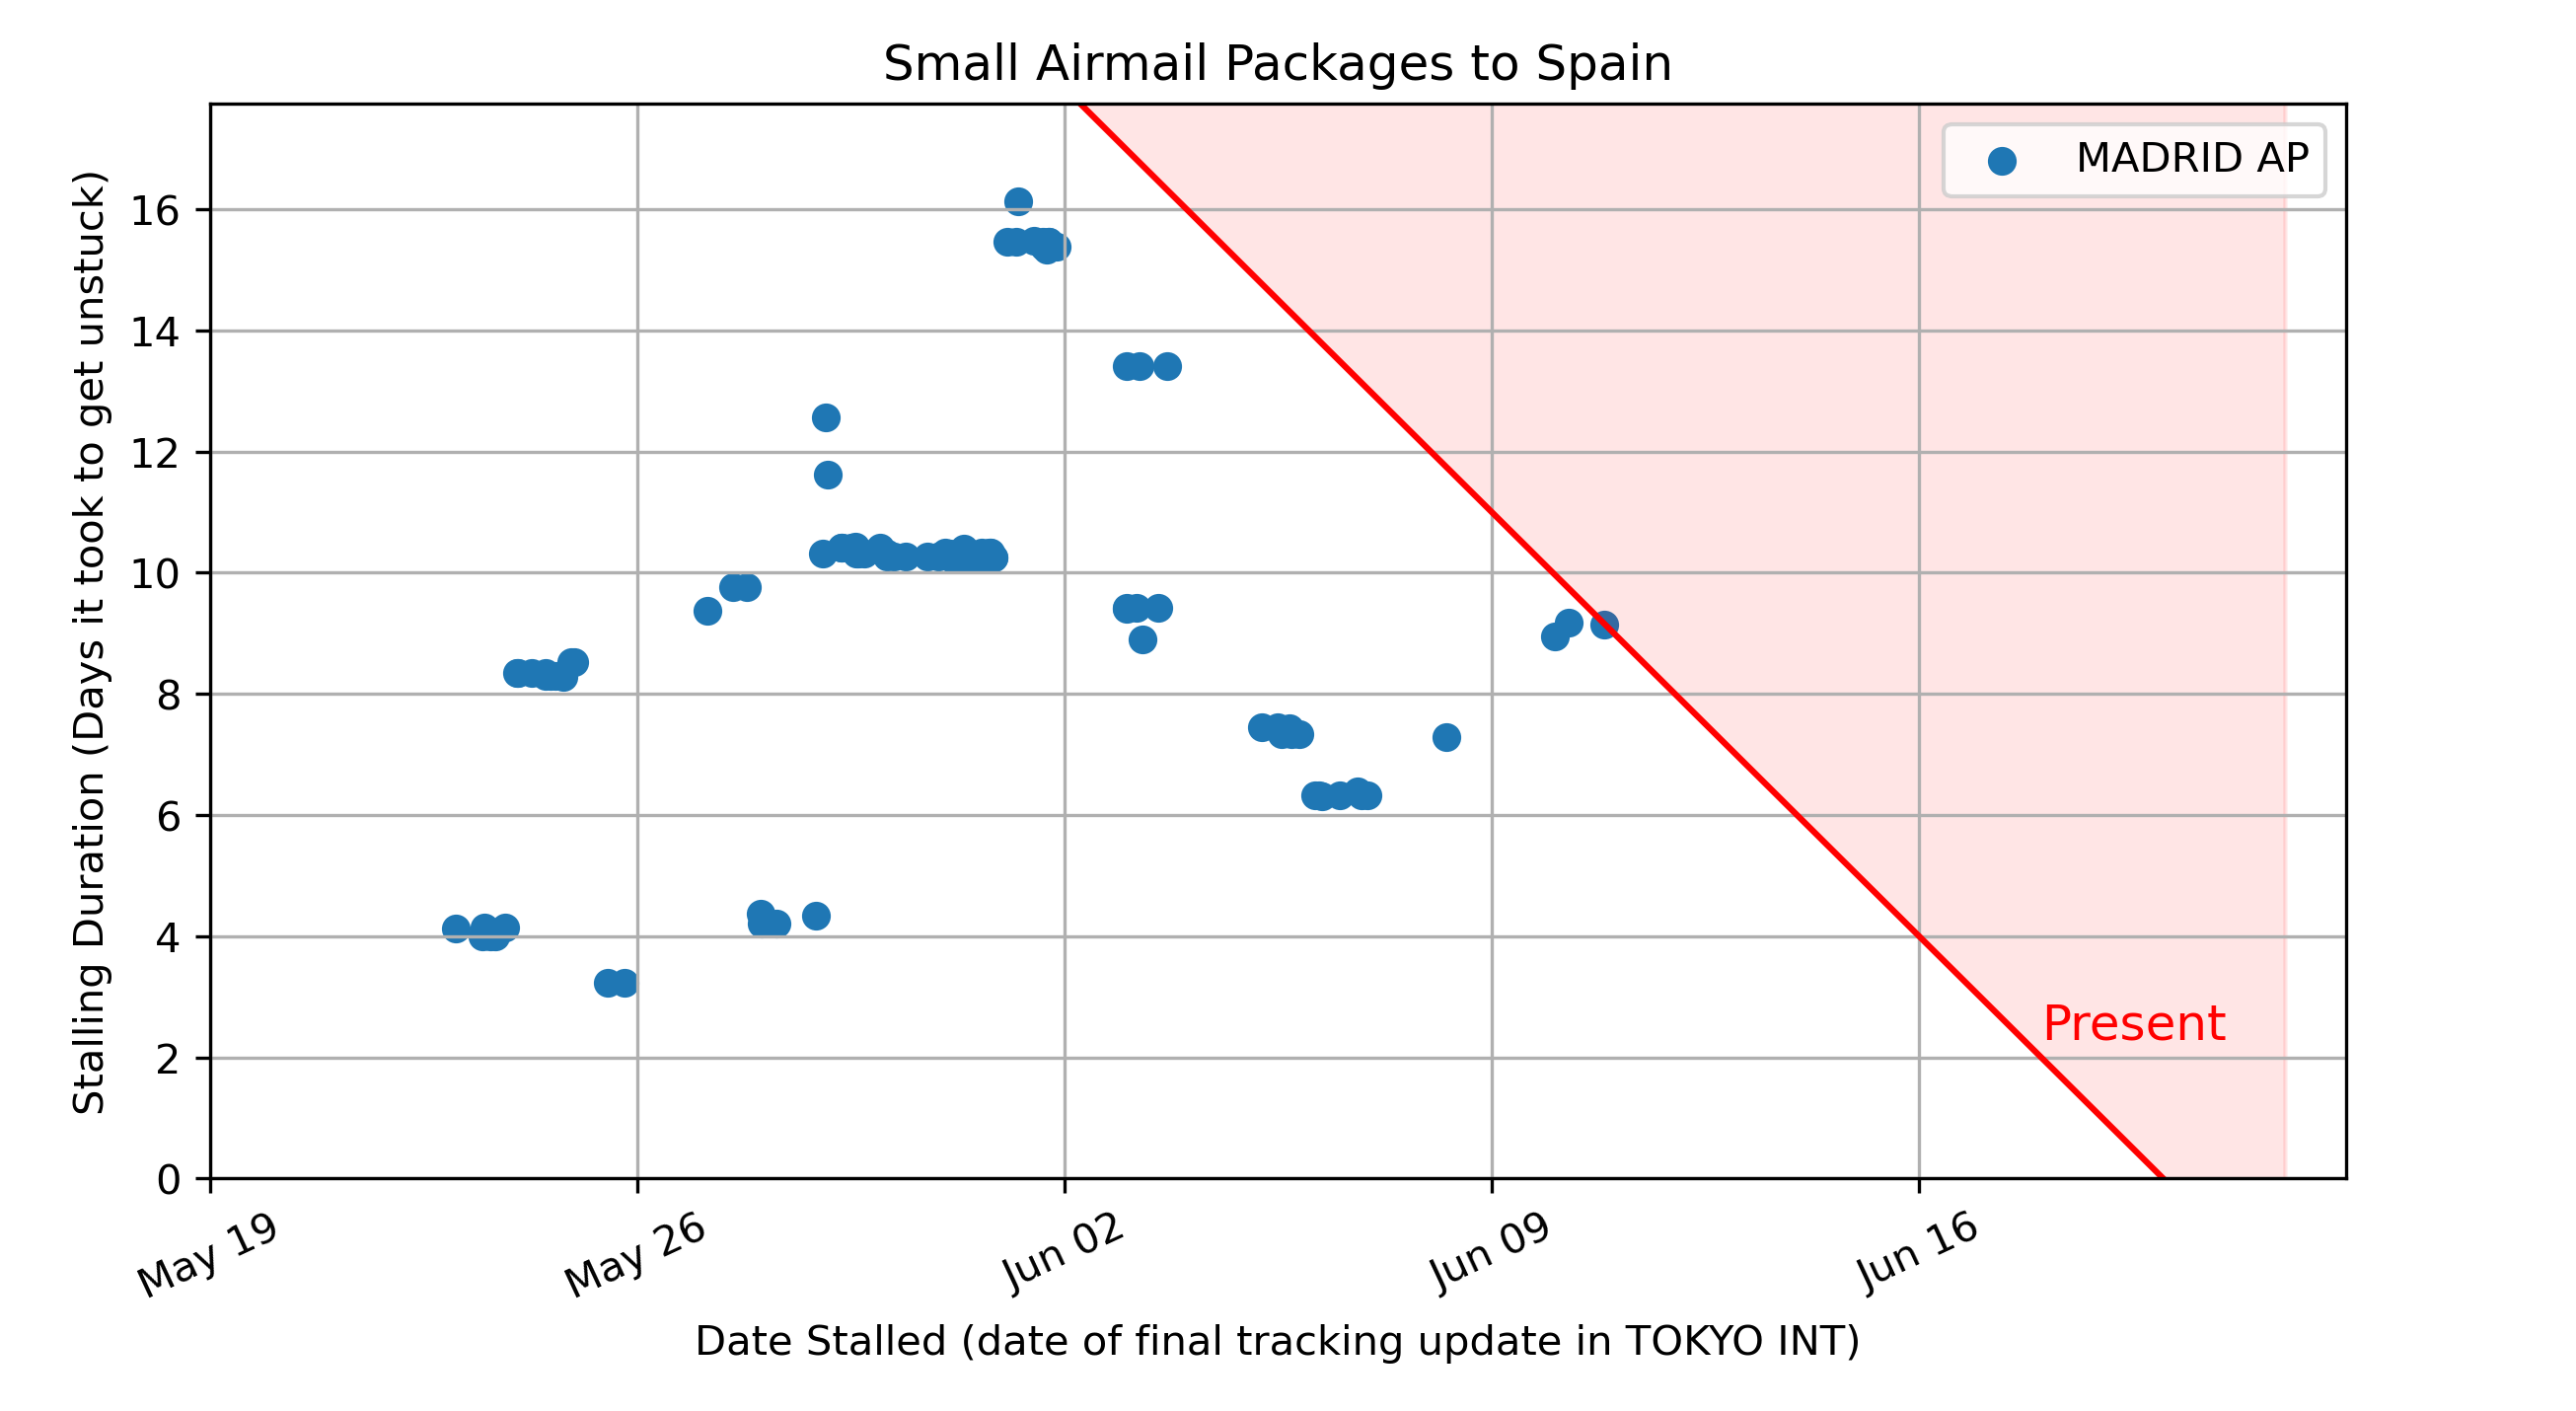 Small Airmail Packages to Spain
MADRID AP
Stalling Duration (Days it took to get unstuck)
16
14
12
10
8
6
4
2
0
Present
May 19
May 26
Jun 02
Jun 09
Jun 16
Date Stalled (date of final tracking update in TOKYO INT)